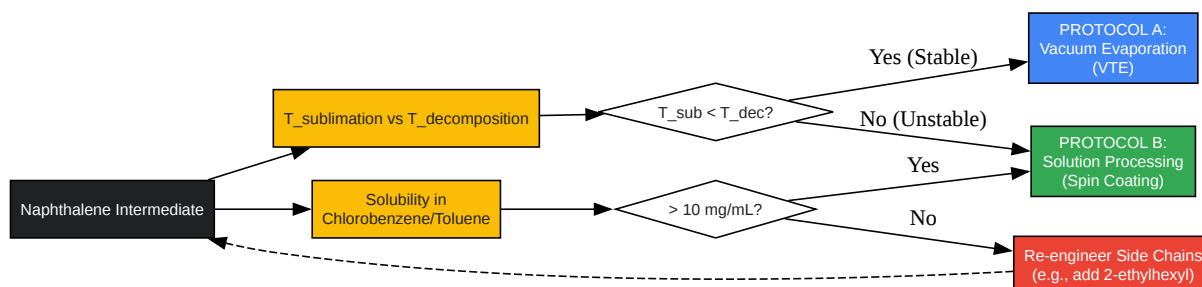 Naphthalene Intermediate
T_sublimation vs T_decomposition
Solubility in
Chlorobenzene/Toluene
T_sub < T_dec?
> 10 mg/mL?
Yes (Stable)
No (Unstable)
Yes
No
PROTOCOL A:
Vacuum Evaporation
(VTE)
PROTOCOL B:
Solution Processing
(Spin Coating)
Re-engineer Side Chains
(e.g., add 2-ethylhexyl)